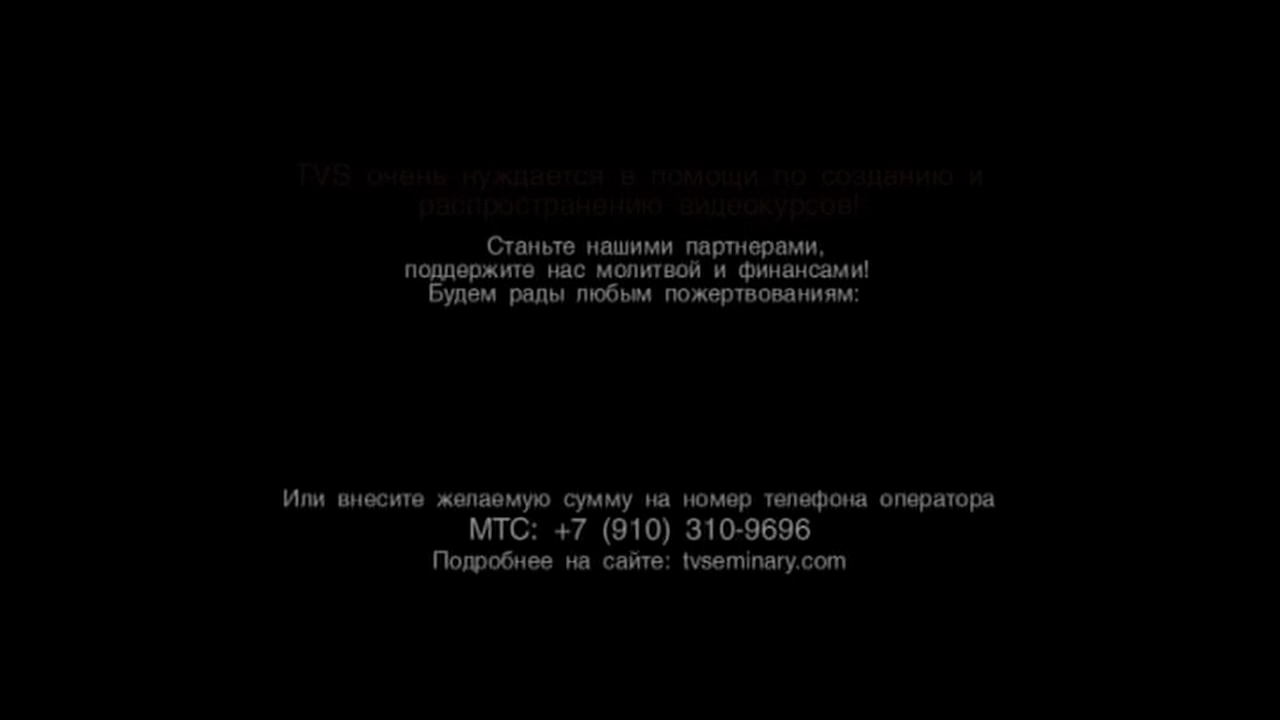 TVS очень нуждается в помощи по созданию и
распространению видеокурсов!
Станьте нашими партнерами,
поддержите нас молитвой и финансами!
Будем рады любым пожертвованиям:
Или внесите желаемую сумму на номер телефона оператора
МТС: +7 (910) 310-9696
Подробнее на сайте: tvseminary.com